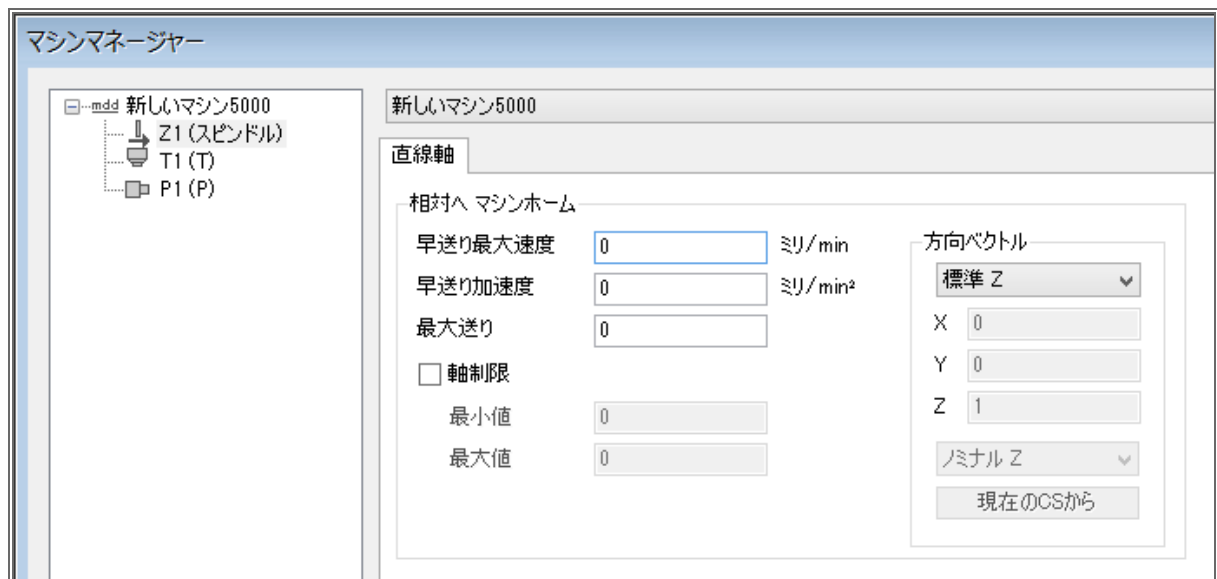 マシンマネージャー
mdd 新しいマシン5000
Z1 (スピンドル)
T1 (T)
P1 (P)
新しいマシン5000
直線軸
相対へ マシンホーム
早送り最大速度 0 ミリ/min
早送り加速度 0 ミリ/min²
最大送り 0
軸制限
最小値 0
最大値 0
方向ベクトル
標準 Z
X 0
Y 0
Z 1
ノミナル Z
現在のCSから